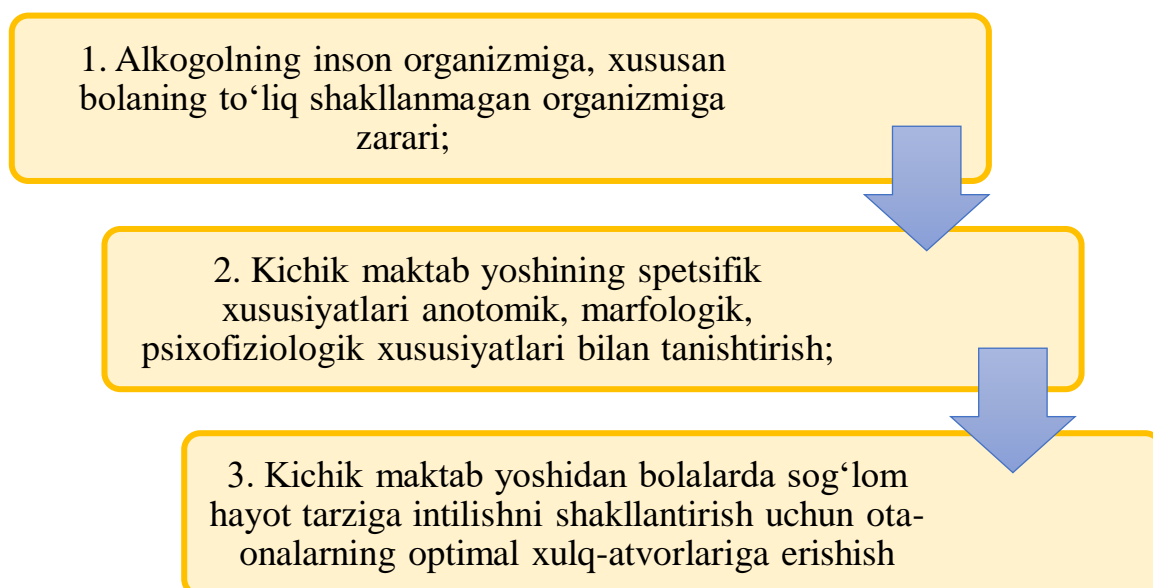 1. Alkogolning inson organizmiga, xususan
bolaning to‘liq shakllanmagan organizmiga
zarari;
2. Kichik maktab yoshining spetsifik
xususiyatlari anotomik, marfologik,
psixofiziologik xususiyatlari bilan tanishtirish;
3. Kichik maktab yoshidan bolalarda sog‘lom
hayot tarziga intilishni shakllantirish uchun ota-
onalarning optimal xulq-atvorlariga erishish